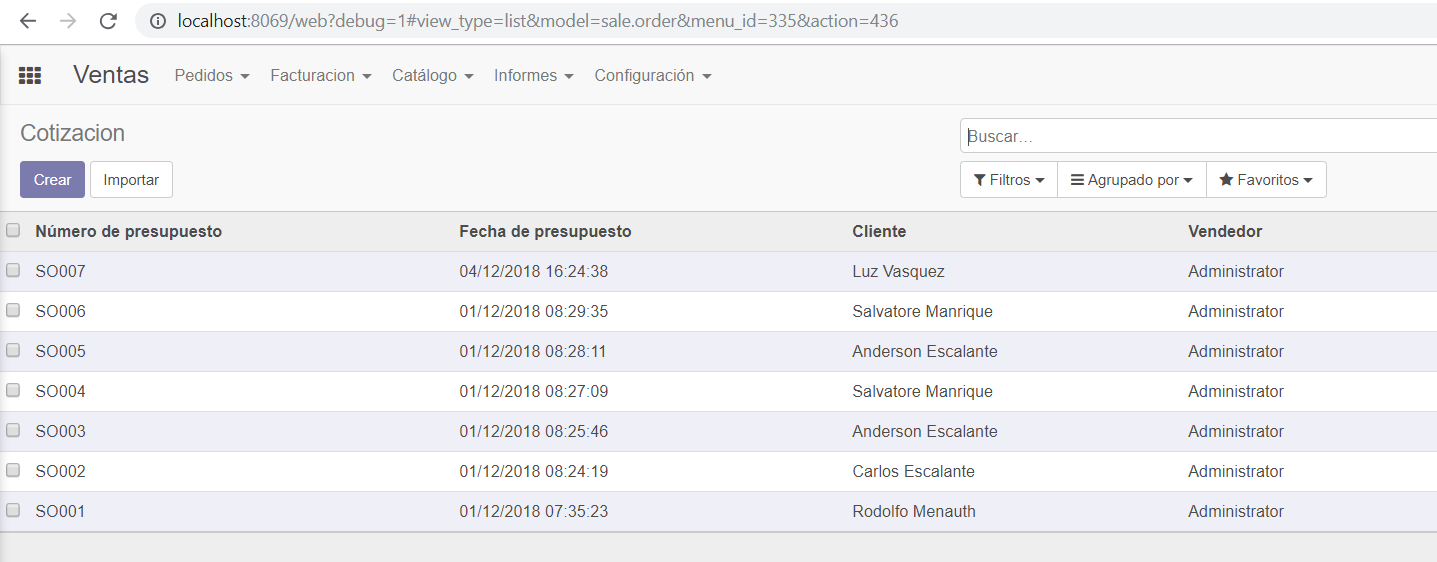 localhost:8069/web?debug=1#view_type=list&model=sale.order&menu_id=335&action=436
Ventas Pedidos Facturacion Catálogo Informes Configuración
Cotizacion
Buscar...
Crear Importar Filtros Agrupado por Favoritos
Número de presupuesto Fecha de presupuesto Cliente Vendedor
SO007 04/12/2018 16:24:38 Luz Vasquez Administrator
SO006 01/12/2018 08:29:35 Salvatore Manrique Administrator
SO005 01/12/2018 08:28:11 Anderson Escalante Administrator
SO004 01/12/2018 08:27:09 Salvatore Manrique Administrator
SO003 01/12/2018 08:25:46 Anderson Escalante Administrator
SO002 01/12/2018 08:24:19 Carlos Escalante Administrator
SO001 01/12/2018 07:35:23 Rodolfo Menauth Administrator